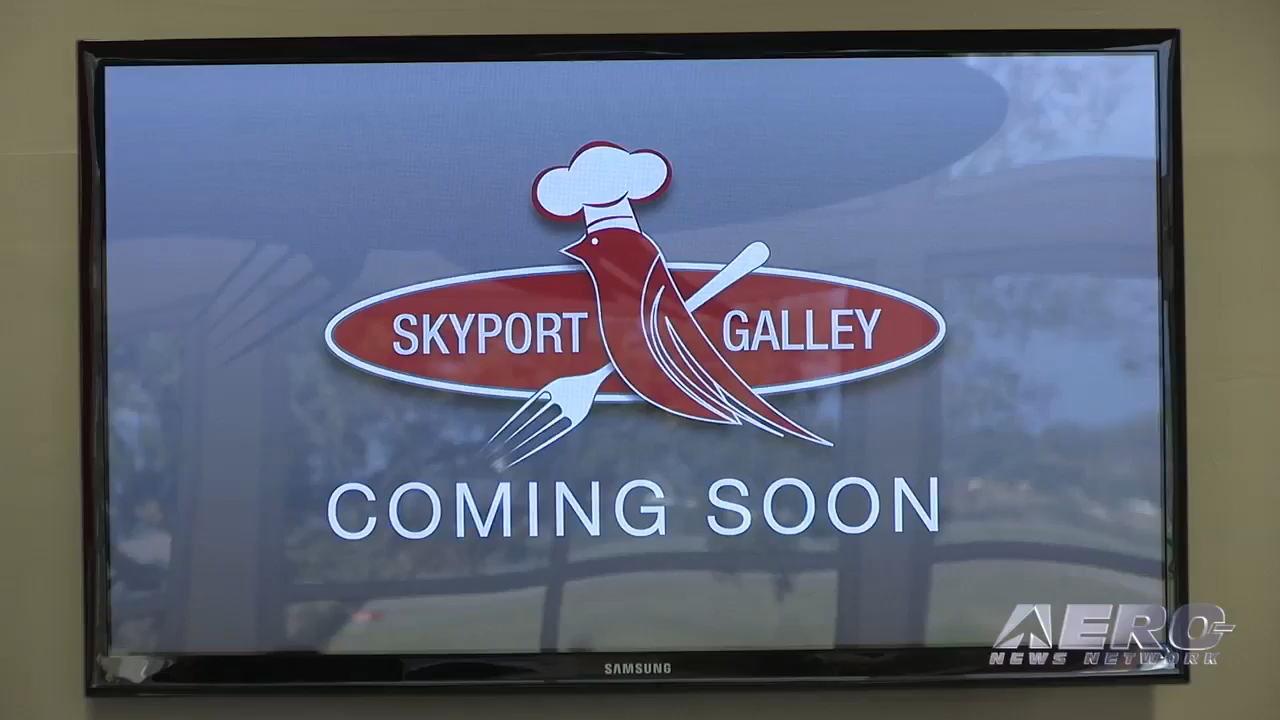 SKYPORT GALLEY
COMING SOON
SAMSUNG
AERO
NEWS NETWORK